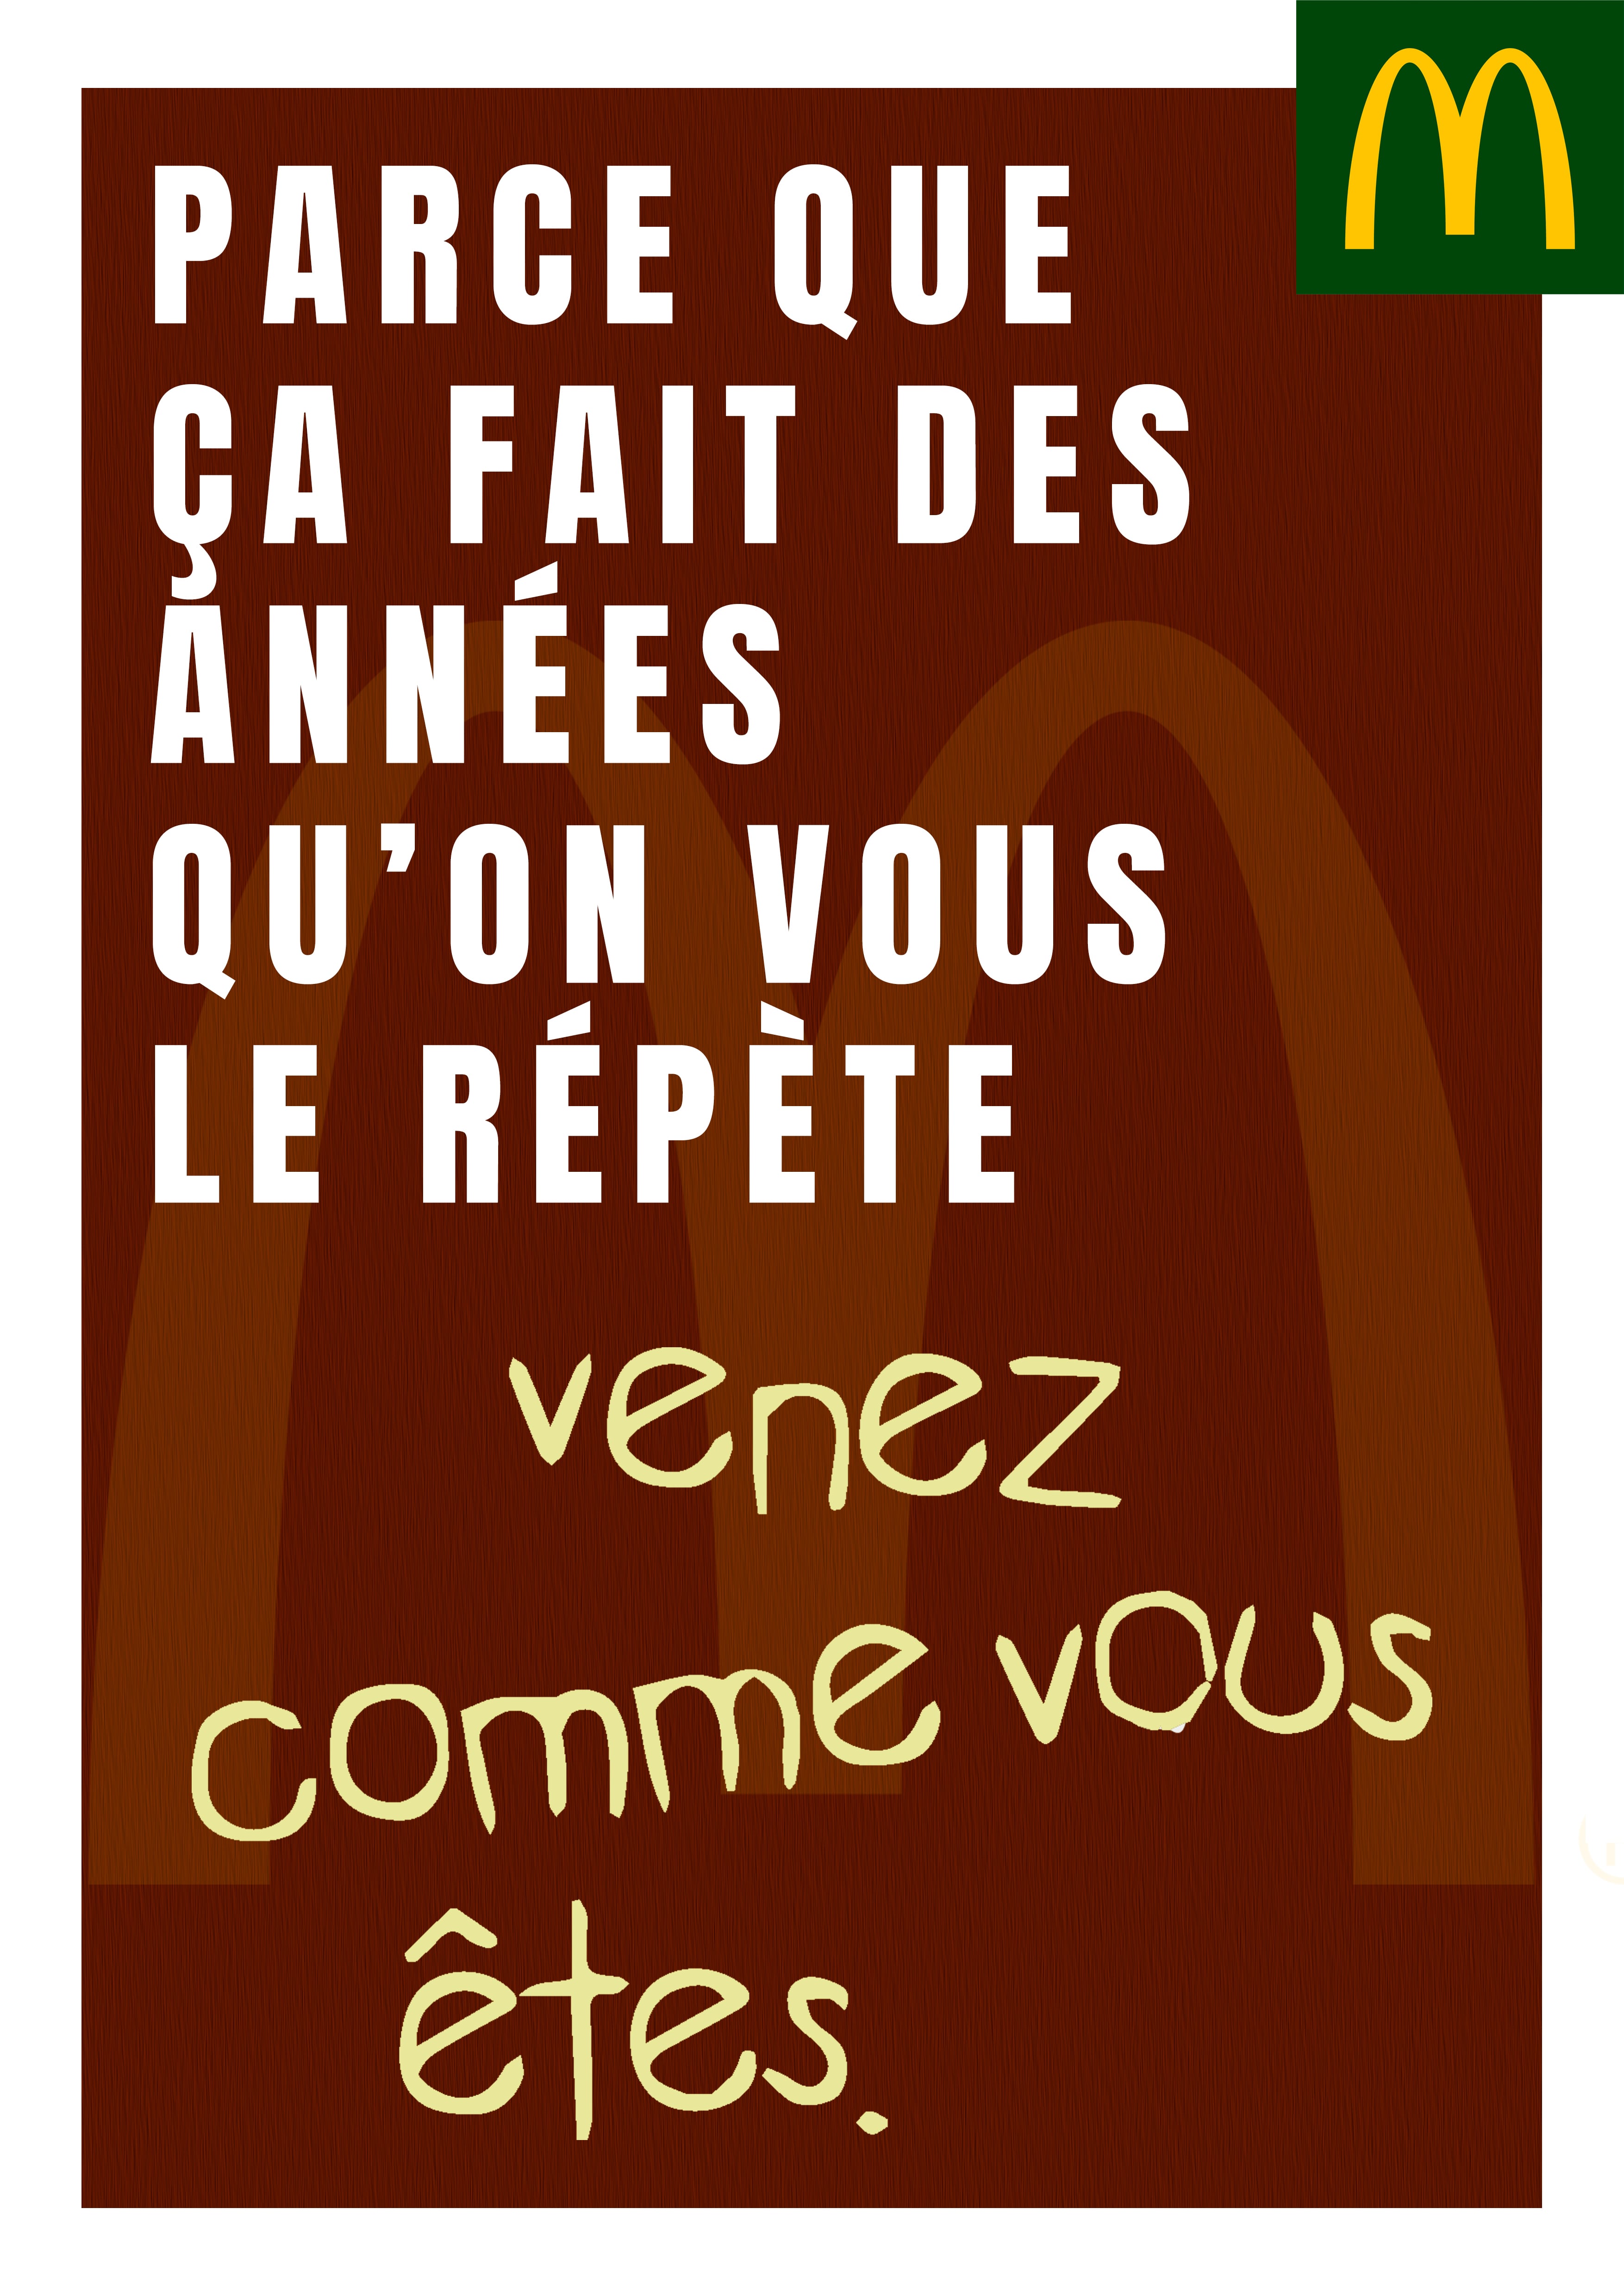 PARCE QUE
ÇA FAIT DES
ANNÉES
QU’ON VOUS
LE RÉPÈTE
venez
comme vous
êtes.